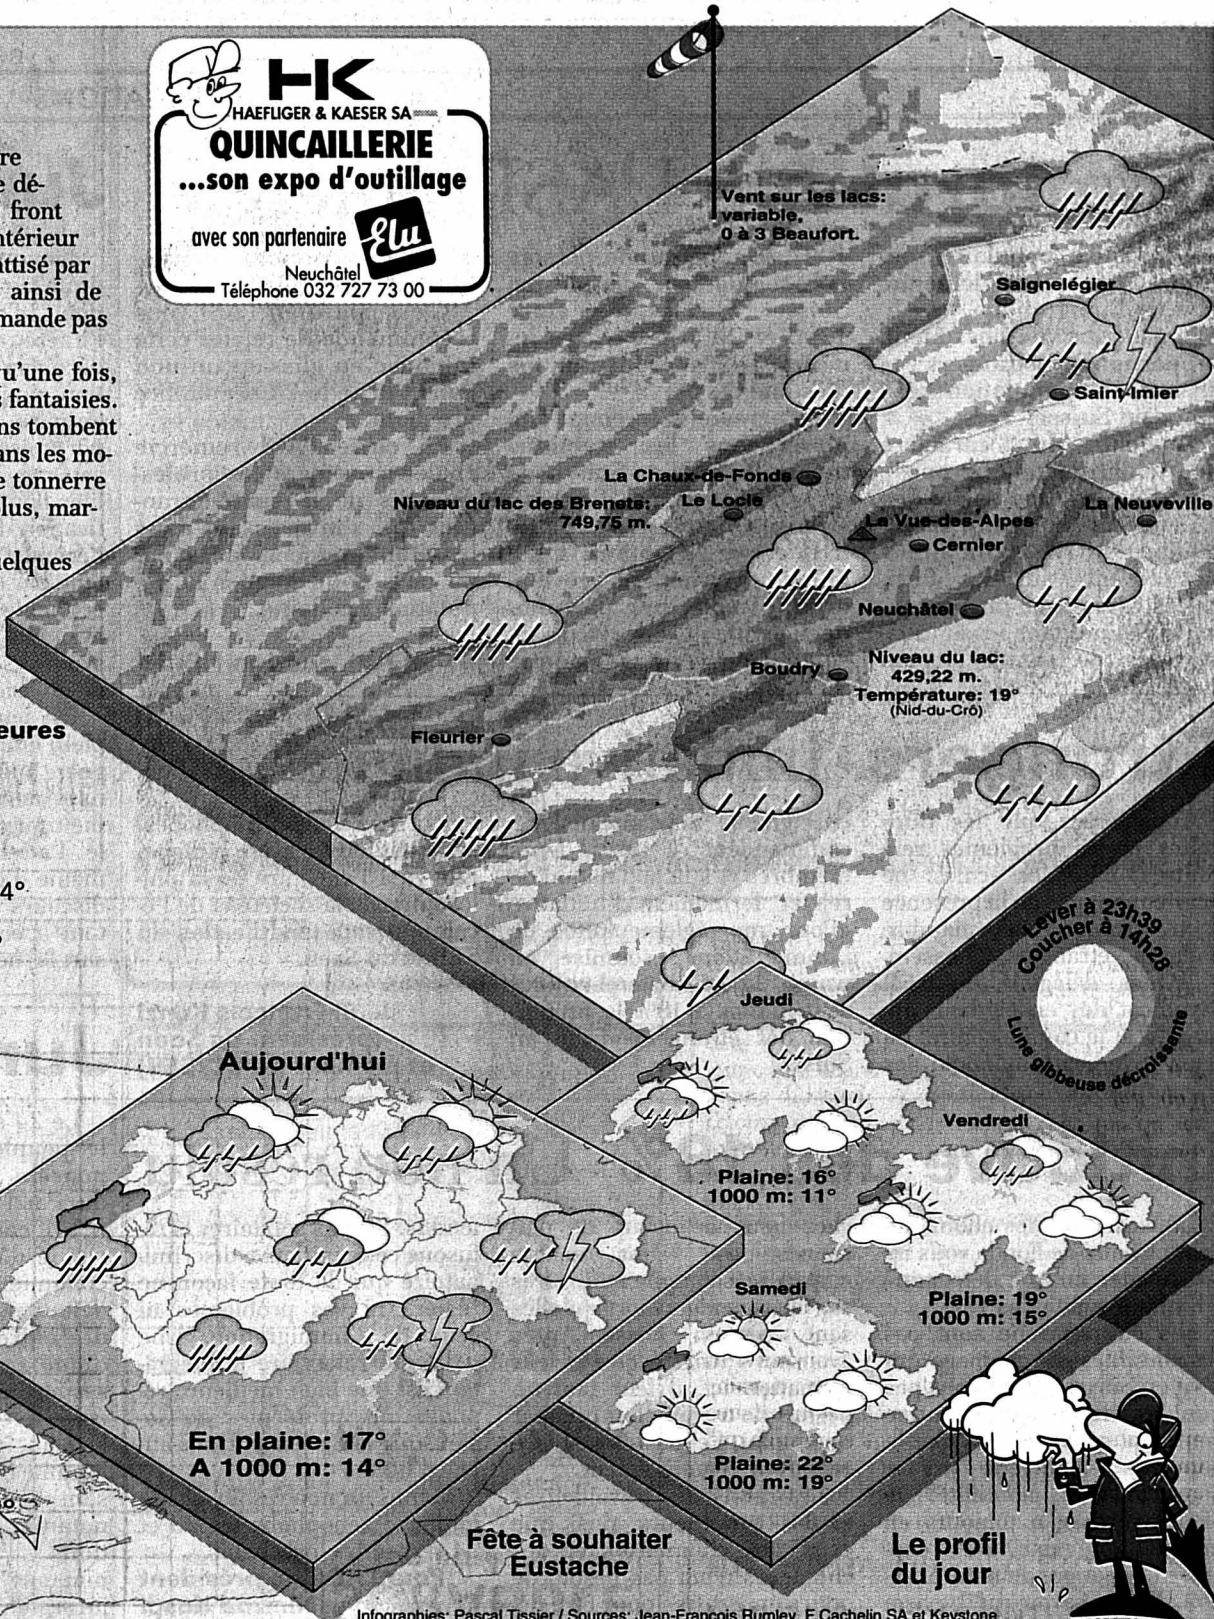 HK
HAEFLIGER & KAESER SA
QUINCAILLERIE
...son expo d'outillage
avec son partenaire Elu
Neuchâtel
Téléphone 032 727 73 00
re
e dé-
front
ntérieur
attisé par
ainsi de
mande pas
u'une fois,
s fantaisies.
ns tombent
ans les mo-
e tonnerre
plus, mar-
uelques
eures
4°
Vent sur les lacs:
variable,
0 à 3 Beaufort.
Saignelégier
Saint-Imier
La Chaux-de-Fonds
Niveau du lac des Brenets:
749,75 m.
Le Locle
La Vue-des-Alpes
La Neuveville
Cernier
Neuchâtel
Boudry
Niveau du lac:
429,22 m.
Température: 19°
(Nid-du-Crô)
Fleurier
Lever à 23h39
Coucher à 14h28
Lune gibbeuse décroissante
Aujourd'hui
En plaine: 17°
A 1000 m: 14°
Jeudi
Plaine: 16°
1000 m: 11°
Vendredi
Plaine: 19°
1000 m: 15°
Samedi
Plaine: 22°
1000 m: 19°
Fête à souhaiter
Eustache
Le profil
du jour
Infographies: Pascal Tissier / Sources: Jean-François Rumley, F. Cachelin SA et Keystone